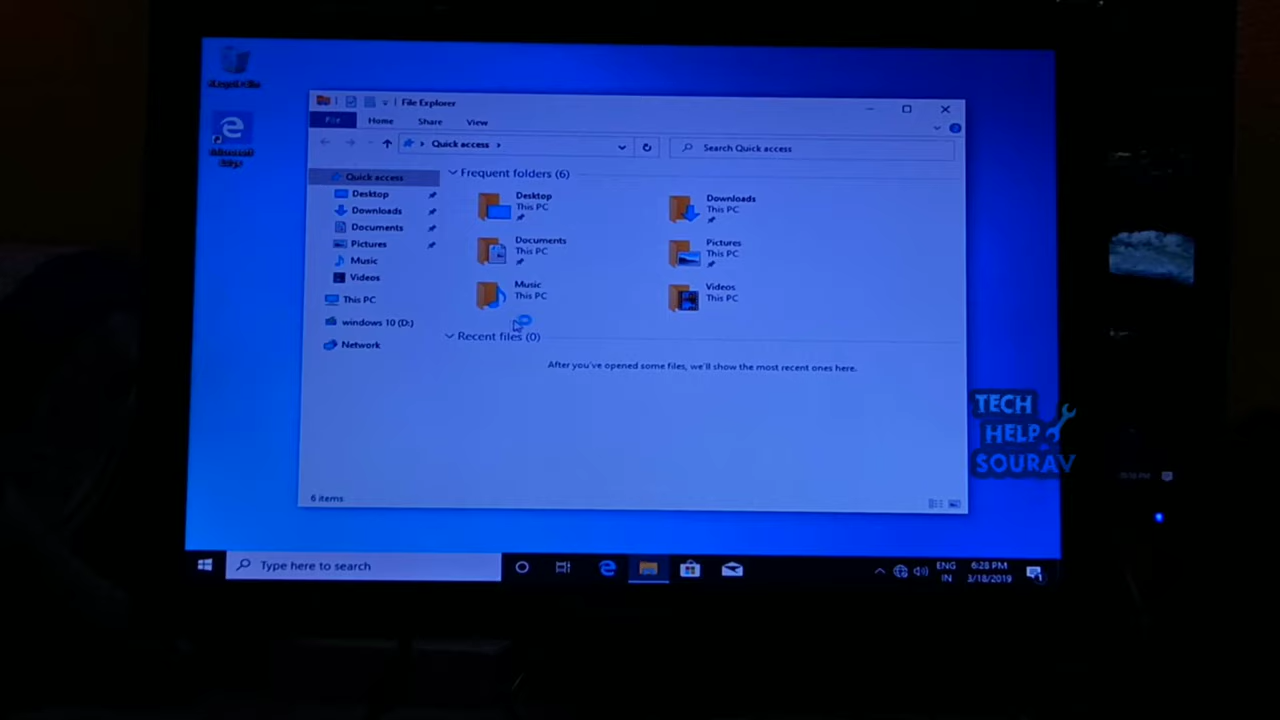 Microsoft
Edge
File Explorer
File
Home
Share
View
Quick access
Search Quick access
Quick access
Desktop
Downloads
Documents
Pictures
Music
Videos
This PC
windows 10 (D:)
Network
Frequent folders (6)
Desktop
This PC
Downloads
This PC
Documents
This PC
Pictures
This PC
Music
This PC
Videos
This PC
Recent files (0)
After you've opened some files, we'll show the most recent ones here.
6 items
TECH
HELP
SOURAV
Type here to search
ENG
IN
6:28 PM
3/18/2019
1